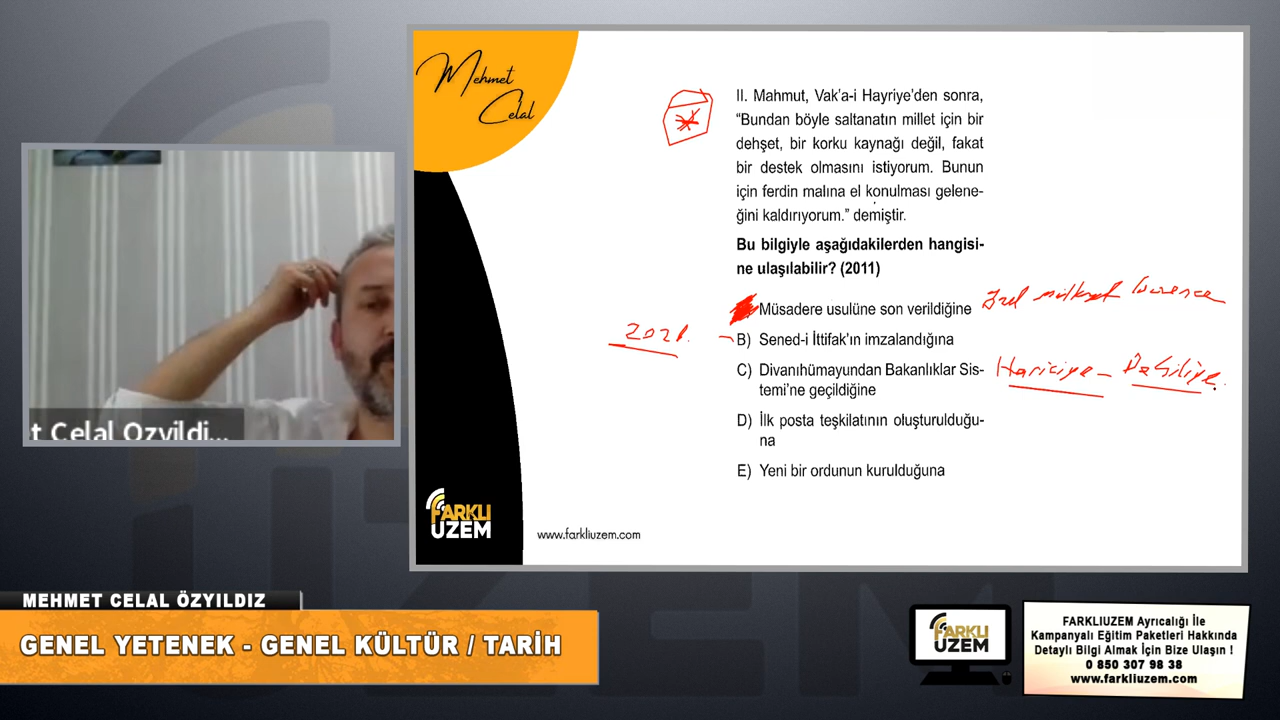 Mehmet
Celal
II. Mahmut, Vak'a-i Hayriye'den sonra,
"Bundan böyle saltanatın millet için bir
dehşet, bir korku kaynağı değil, fakat
bir destek olmasını istiyorum. Bunun
için ferdin malına el konulması gelene-
ğini kaldırıyorum." demiştir.
Bu bilgiyle aşağıdakilerden hangisi-
ne ulaşılabilir? (2011)
Müsadere usulüne son verildiğine
B) Sened-i İttifak'ın imzalandığına
C) Divanıhümayundan Bakanlıklar Sis-
temi'ne geçildiğine
Hariciye - Dahiliye
D) İlk posta teşkilatının oluşturulduğu-
na
E) Yeni bir ordunun kurulduğuna
t Celal Ozyildi...
FARKLI
UZEM
www.farkliuzem.com
MEHMET CELAL ÖZYILDIZ
GENEL YETENEK - GENEL KÜLTÜR / TARİH
FARKLI
UZEM
FARKLIUZEM Ayrıcalığı İle
Kampanyalı Eğitim Paketleri Hakkında
Detaylı Bilgi Almak İçin Bize Ulaşın !
0 850 307 98 38
www.farkliuzem.com